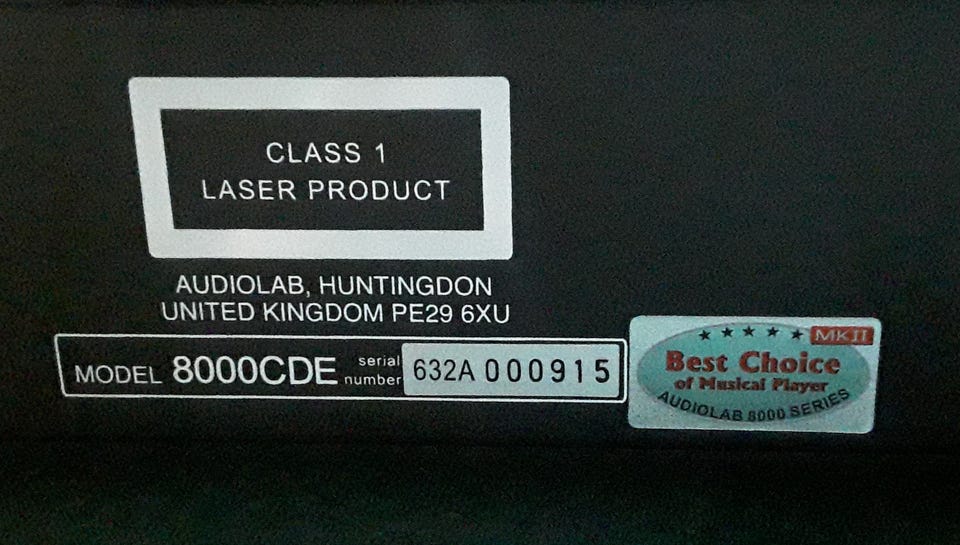 CLASS 1
LASER PRODUCT
AUDIOLAB, HUNTINGDON
UNITED KINGDOM PE29 6XU
MODEL 8000CDE serial number 632A 000915
MKII
Best Choice
of Musical Player
AUDIOLAB 8000 SERIES